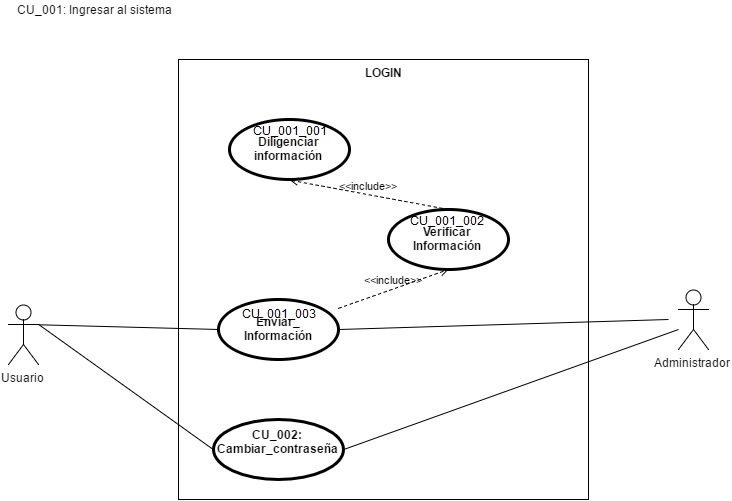 CU_001: Ingresar al sistema
LOGIN
CU_001_001
Diligenciar
información
<<include>>
CU_001_002
Verificar
Información
<<include>>
CU_001_003
Enviar_
Información
Usuario
Administrador
CU_002:
Cambiar_contraseña